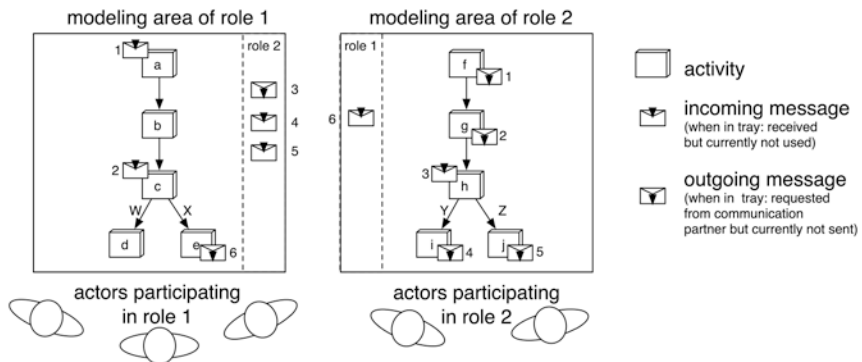 modeling area of role 1
role 2
1
a
3
b
4
5
2
c
W
X
d
e
6
actors participating
in role 1
modeling area of role 2
role 1
f
1
6
g
2
3
h
Y
Z
i
4
j
5
actors participating
in role 2
activity
incoming message
(when in tray: received
but currently not used)
outgoing message
(when in tray: requested
from communication
partner but currently not sent)